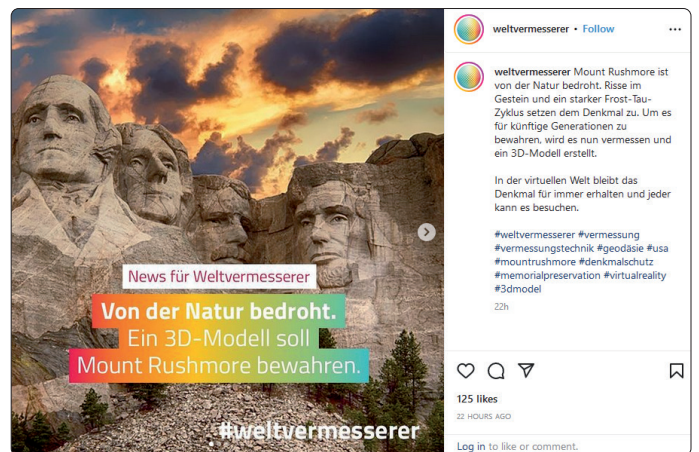 News für Weltvermesserer
Von der Natur bedroht.
Ein 3D-Modell soll
Mount Rushmore bewahren.
#weltvermesserer
weltvermesserer • Follow
weltvermesserer Mount Rushmore ist
von der Natur bedroht. Risse im
Gestein und ein starker Frost-Tau-
Zyklus setzen dem Denkmal zu. Um es
für künftige Generationen zu
bewahren, wird es nun vermessen und
ein 3D-Modell erstellt.
In der virtuellen Welt bleibt das
Denkmal für immer erhalten und jeder
kann es besuchen.
#weltvermesserer #vermessung
#vermessungstechnik #geodäsie #usa
#mountrushmore #denkmalschutz
#memorialpreservation #virtualreality
#3dmodel
22h
125 likes
22 HOURS AGO
Log in to like or comment.